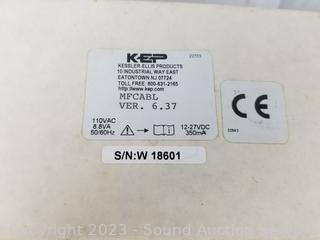 KEP
22703
KESSLER-ELLIS PRODUCTS
10 INDUSTRIAL WAY EAST
EATONTOWN NJ 07724
TOLL FREE 800-631-2165
http://www.kep.com
MFCABL
VER. 6.37
110VAC
8.8VA
50/60Hz
12-27VDC
350mA
CE
S/N:W 18601
Copyright 2023 - Sound Auction Service